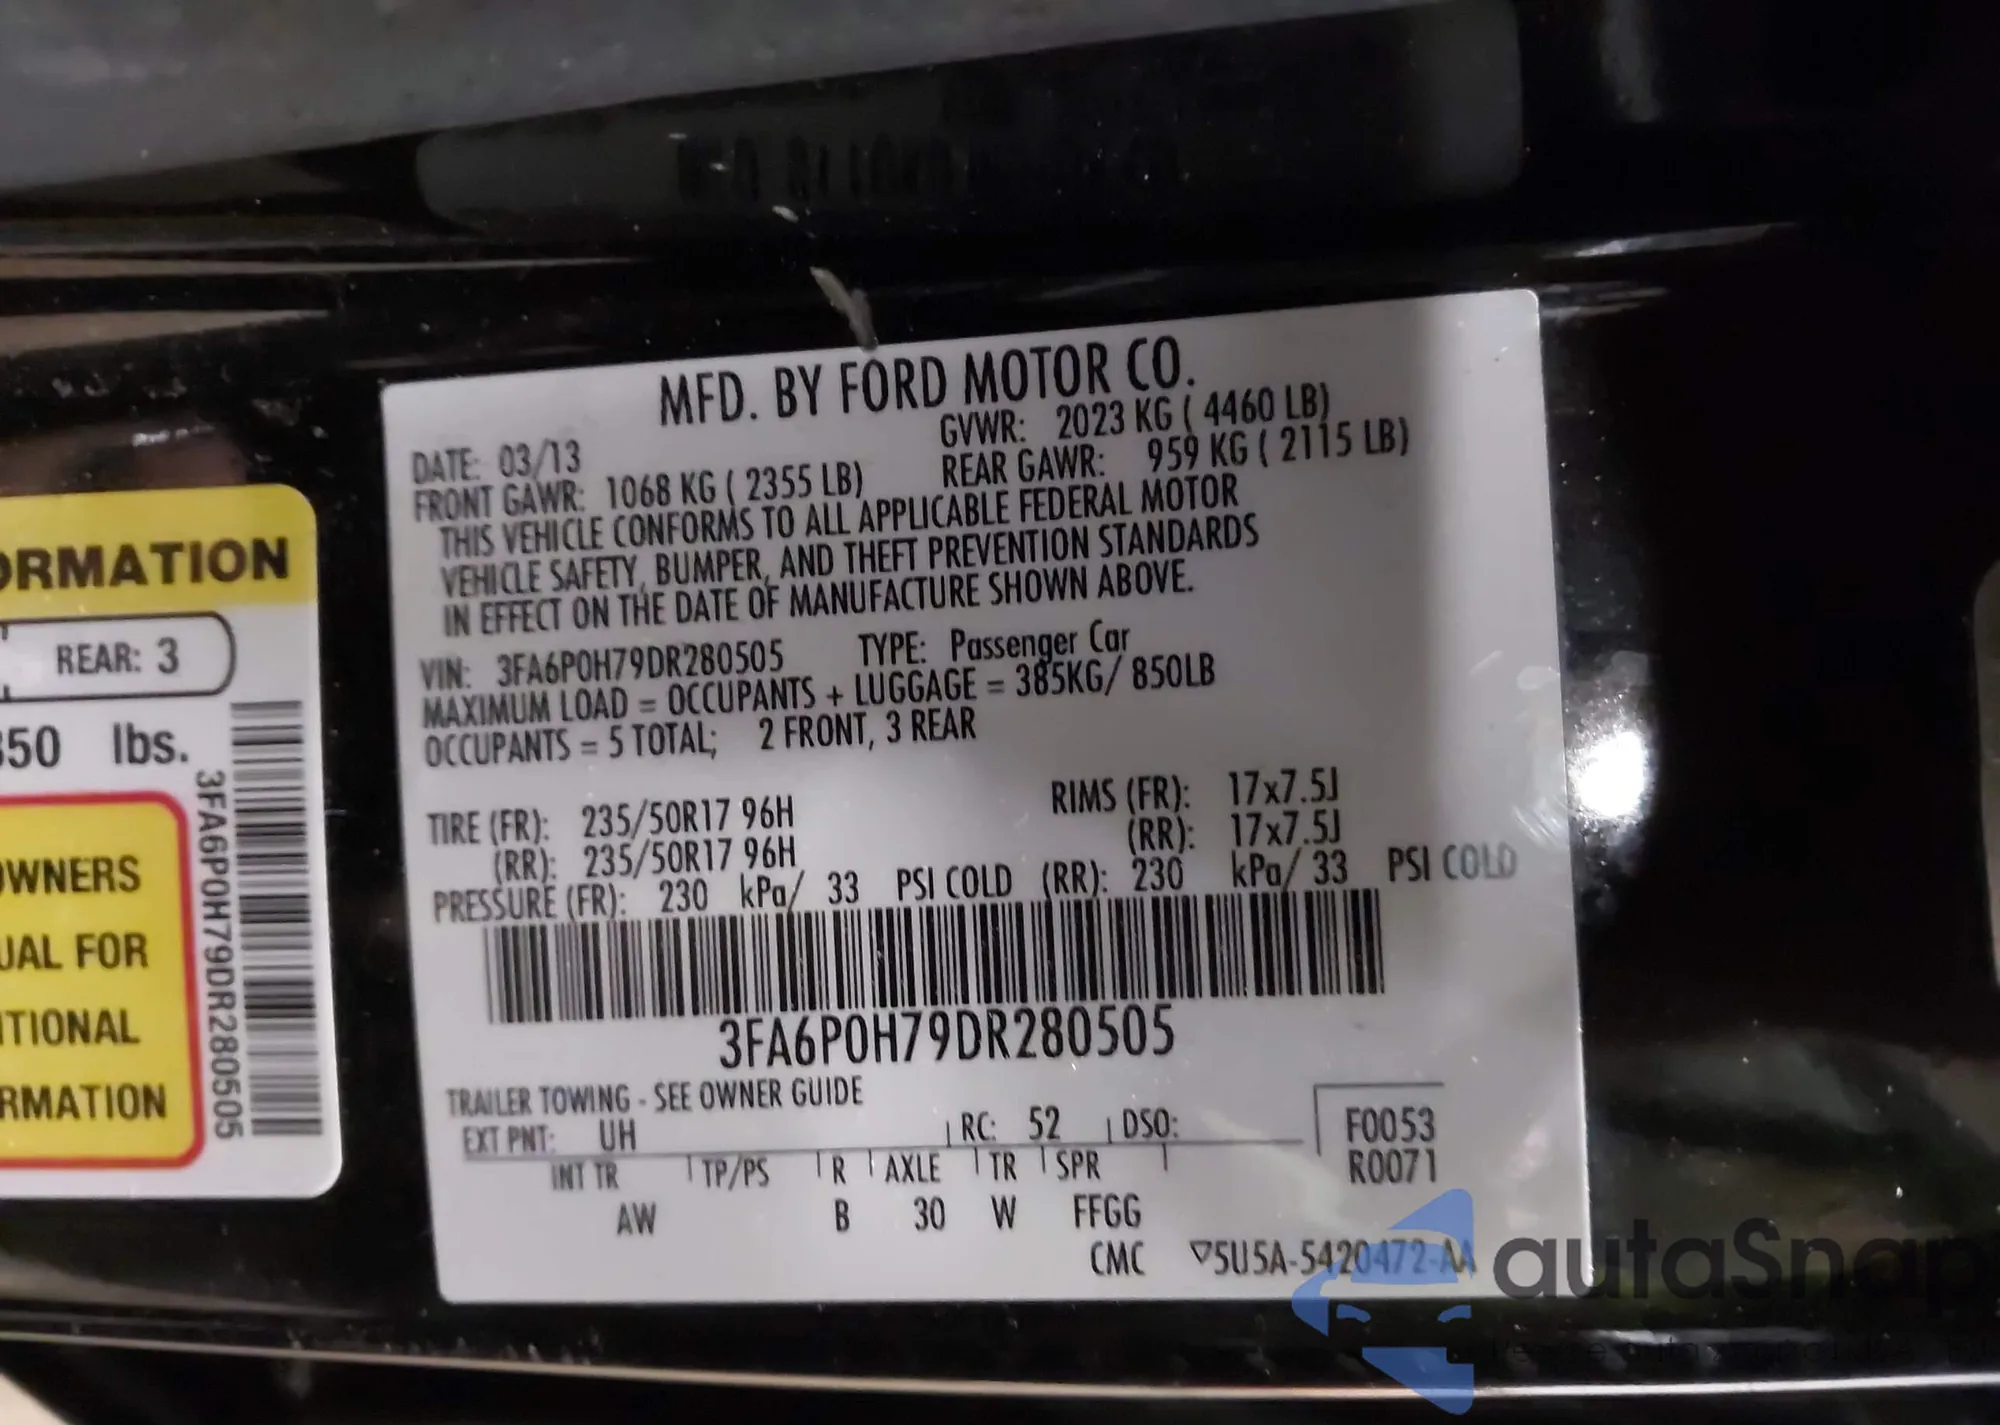 MFD. BY FORD MOTOR CO.
DATE: 03/13 GVWR: 2023 KG ( 4460 LB)
FRONT GAWR: 1068 KG ( 2355 LB) REAR GAWR: 959 KG ( 2115 LB)
THIS VEHICLE CONFORMS TO ALL APPLICABLE FEDERAL MOTOR
VEHICLE SAFETY, BUMPER, AND THEFT PREVENTION STANDARDS
IN EFFECT ON THE DATE OF MANUFACTURE SHOWN ABOVE.
VIN: 3FA6P0H79DR280505 TYPE: Passenger Car
MAXIMUM LOAD = OCCUPANTS + LUGGAGE = 385KG/ 850LB
OCCUPANTS = 5 TOTAL; 2 FRONT, 3 REAR
TIRE (FR): 235/50R17 96H RIMS (FR): 17x7.5J
(RR): 235/50R17 96H (RR): 17x7.5J
PRESSURE (FR): 230 kPa/ 33 PSI COLD (RR): 230 kPa/ 33 PSI COLD
3FA6P0H79DR280505
TRAILER TOWING - SEE OWNER GUIDE
EXT PNT: UH RC: 52 DSO: F0053
INT TR TP/PS R AXLE TR SPR R0071
AW B 30 W FFGG
CMC ▽5U5A-5420472-AA
ORMATION
REAR: 3
50 lbs.
OWNERS
UAL FOR
ITIONAL
RMATION
3FA6P0H79DR280505
autaSnap